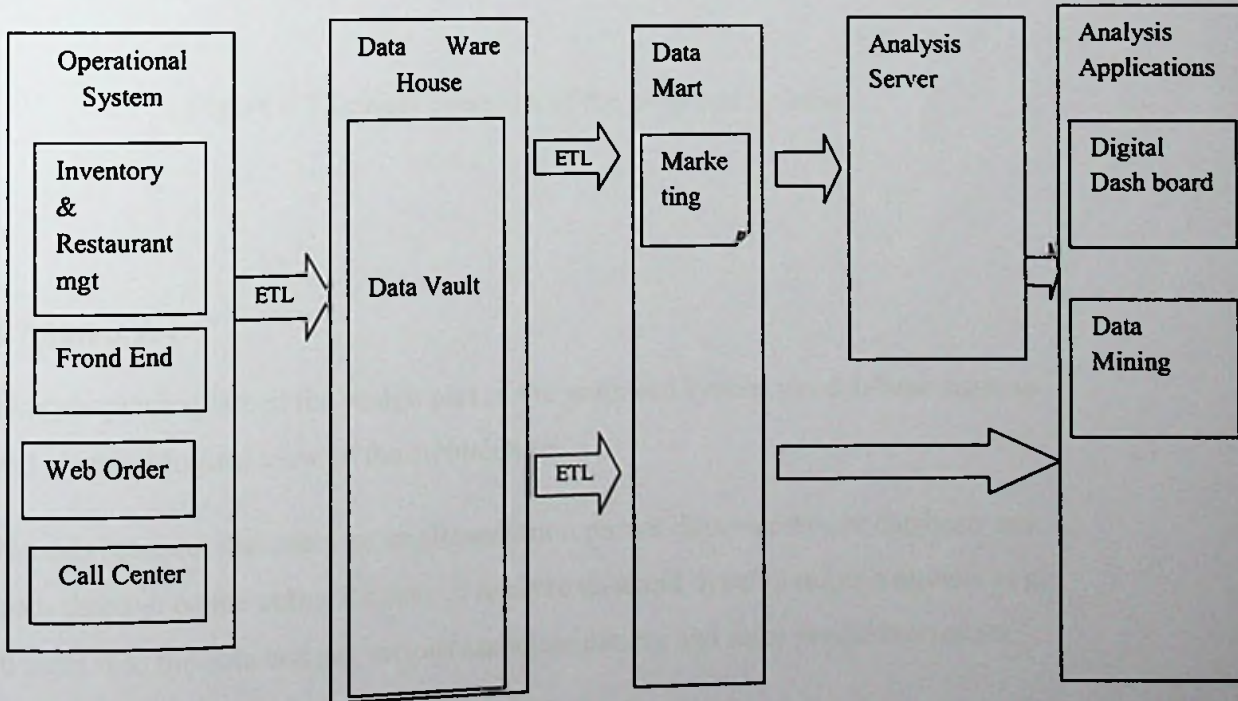 Operational
System
Inventory
&
Restaurant
mgt
Frond End
Web Order
Call Center
ETL
Data Ware
House
Data Vault
ETL
ETL
Data
Mart
Marke
ting
Analysis
Server
Analysis
Applications
Digital
Dash board
Data
Mining